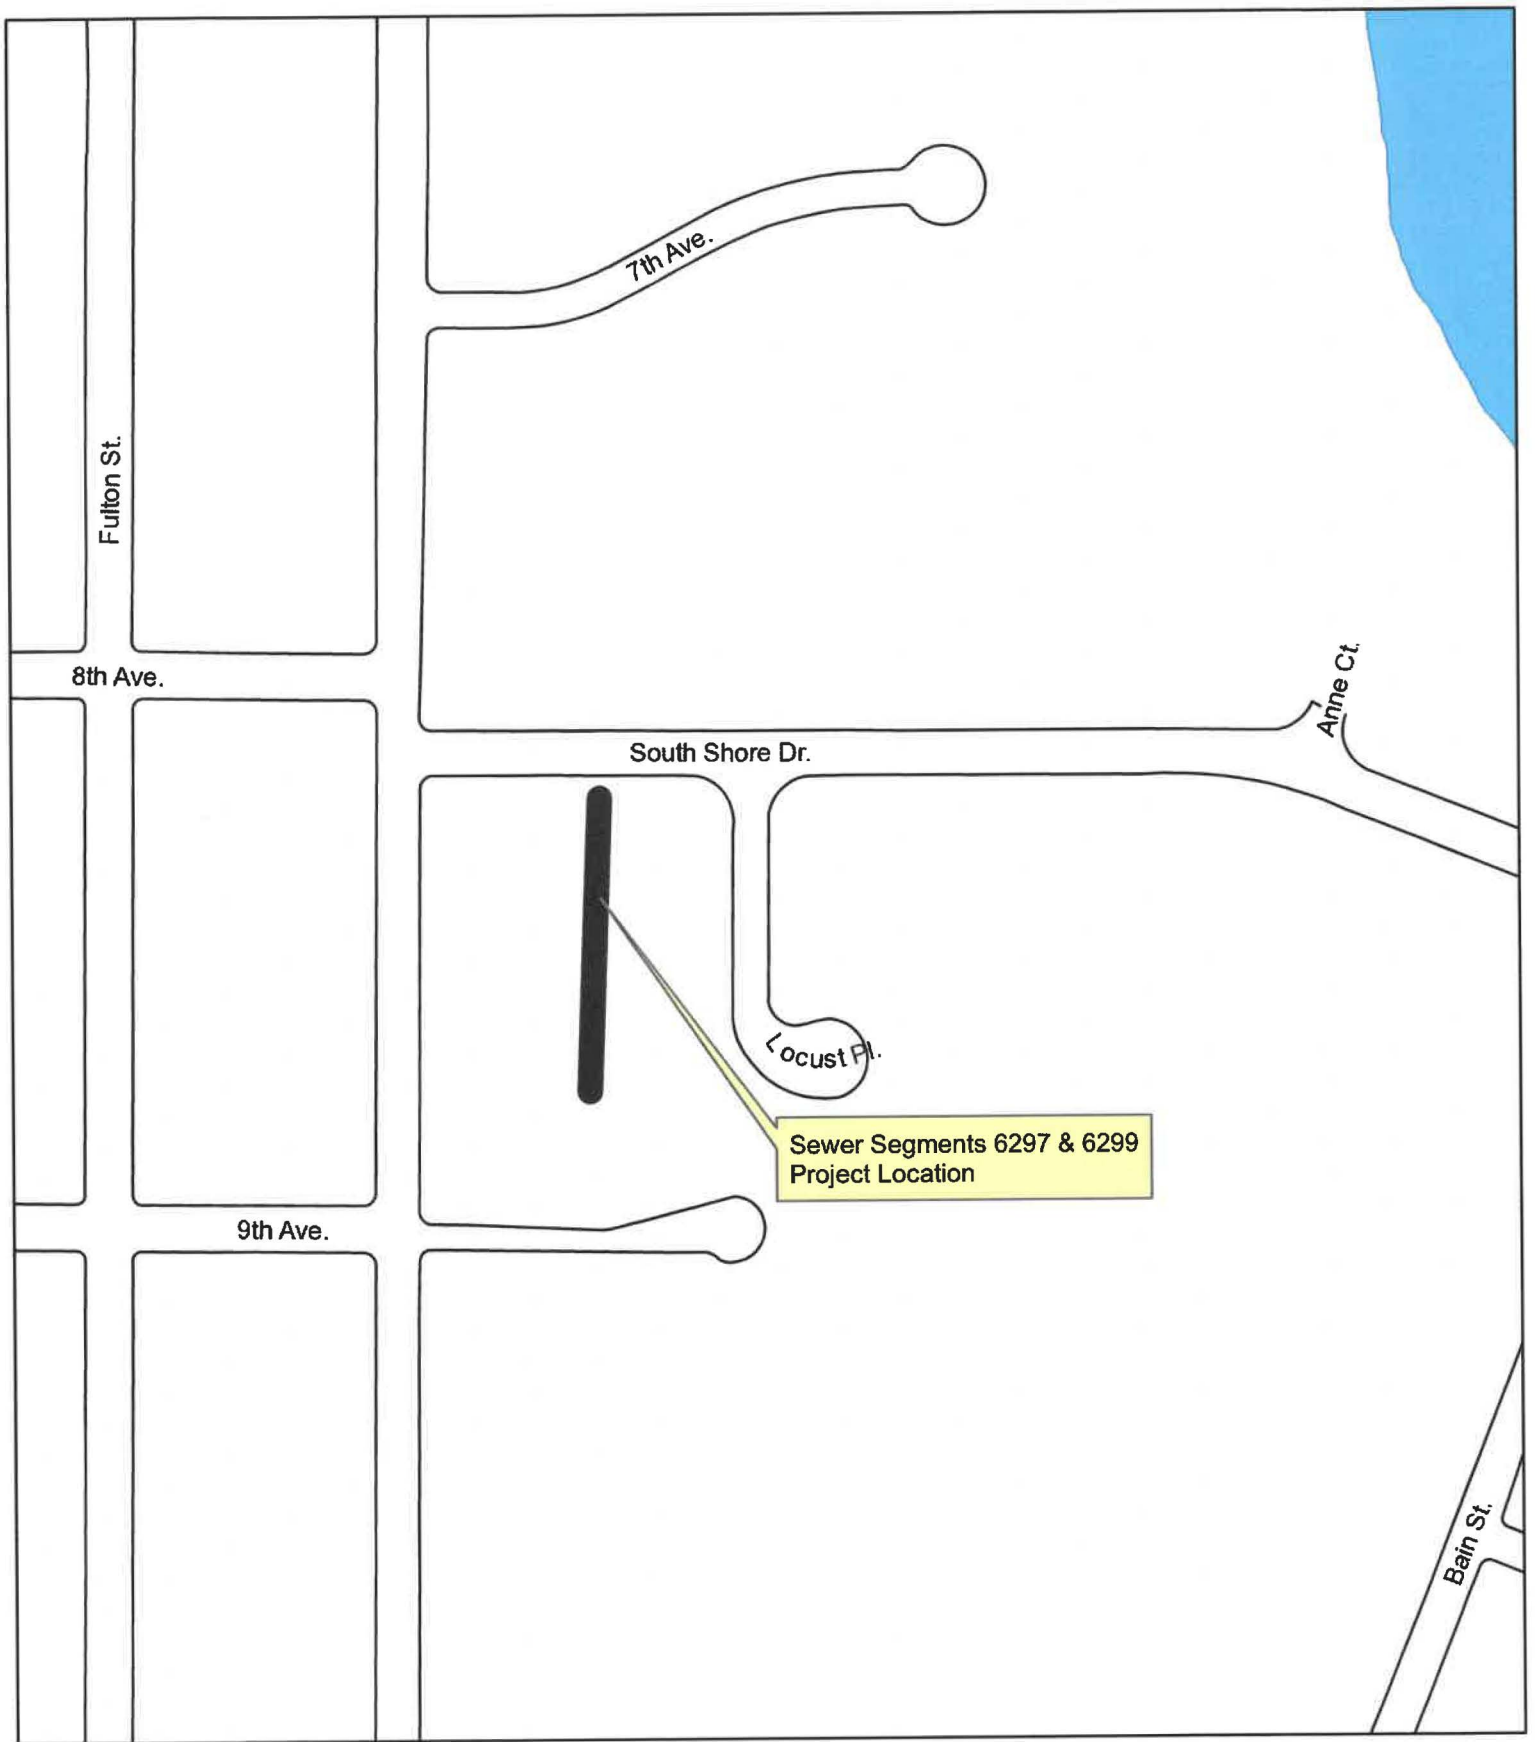 7th Ave.
Fulton St.
8th Ave.
Anne Ct.
South Shore Dr.
Locust Pl.
Sewer Segments 6297 & 6299
Project Location
9th Ave.
Bain St.